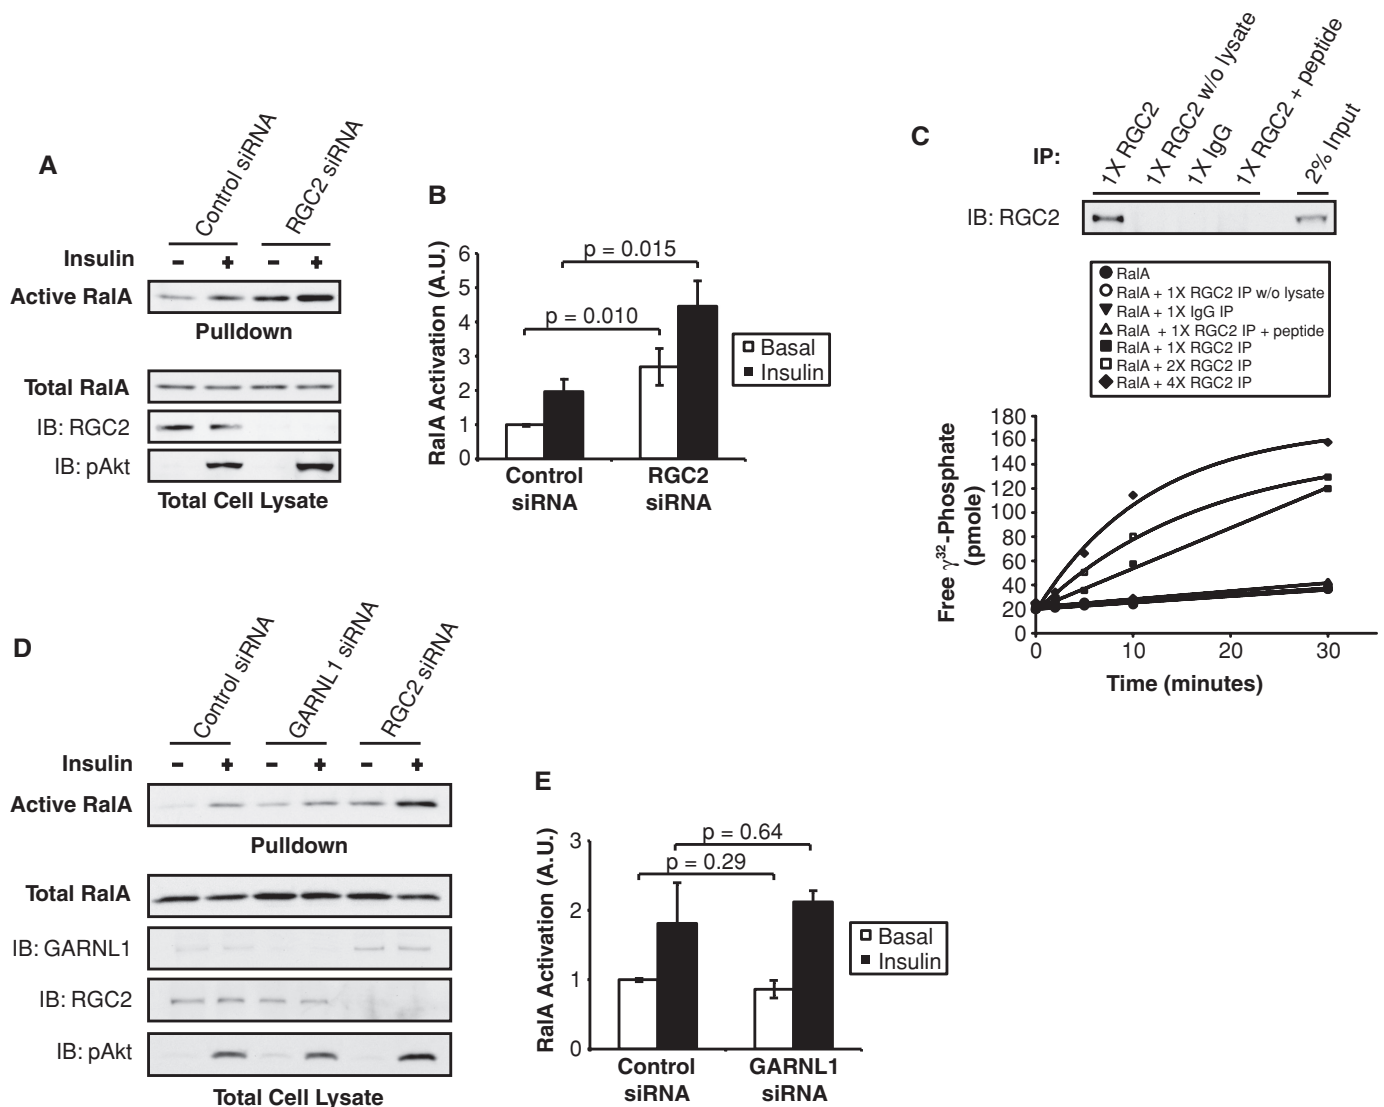 A
Control siRNA
RGC2 siRNA
Insulin
- + - +
Active RalA
Pulldown
Total RalA
IB: RGC2
IB: pAkt
Total Cell Lysate
B
RalA Activation (A.U.)
6
5
4
3
2
1
0
p = 0.015
p = 0.010
Basal
Insulin
Control
siRNA
RGC2
siRNA
C
IP:
1X RGC2
1X RGC2 w/o lysate
1X IgG
1X RGC2 + peptide
2% Input
IB: RGC2
RalA
RalA + 1X RGC2 IP w/o lysate
RalA + 1X IgG IP
RalA + 1X RGC2 IP + peptide
RalA + 1X RGC2 IP
RalA + 2X RGC2 IP
RalA + 4X RGC2 IP
Free γ³²-Phosphate
(pmole)
180
160
140
120
100
80
60
40
20
0
0 10 20 30
Time (minutes)
D
Control siRNA
GARNL1 siRNA
RGC2 siRNA
Insulin
- + - + - +
Active RalA
Pulldown
Total RalA
IB: GARNL1
IB: RGC2
IB: pAkt
Total Cell Lysate
E
RalA Activation (A.U.)
3
2
1
0
p = 0.64
p = 0.29
Basal
Insulin
Control
siRNA
GARNL1
siRNA